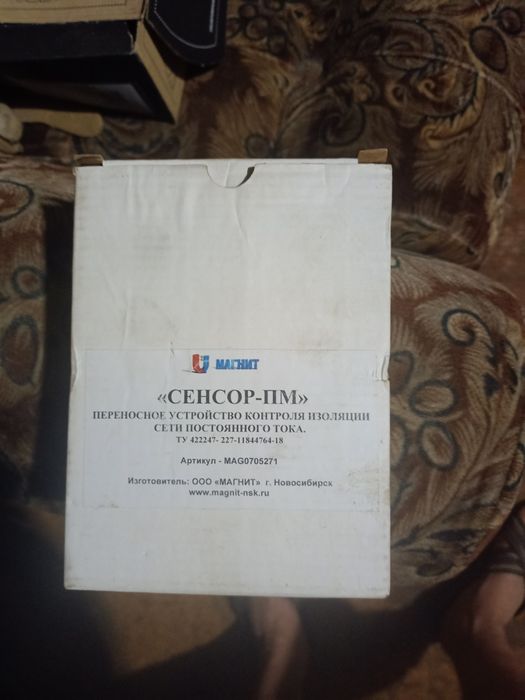 МАГНИТ
«СЕНСОР-ПМ»
ПЕРЕНОСНОЕ УСТРОЙСТВО КОНТРОЛЯ ИЗОЛЯЦИИ
СЕТИ ПОСТОЯННОГО ТОКА.
ТУ 422247- 227-11844764-18
Артикул - MAG0705271
Изготовитель: ООО «МАГНИТ» г. Новосибирск
www.magnit-nsk.ru